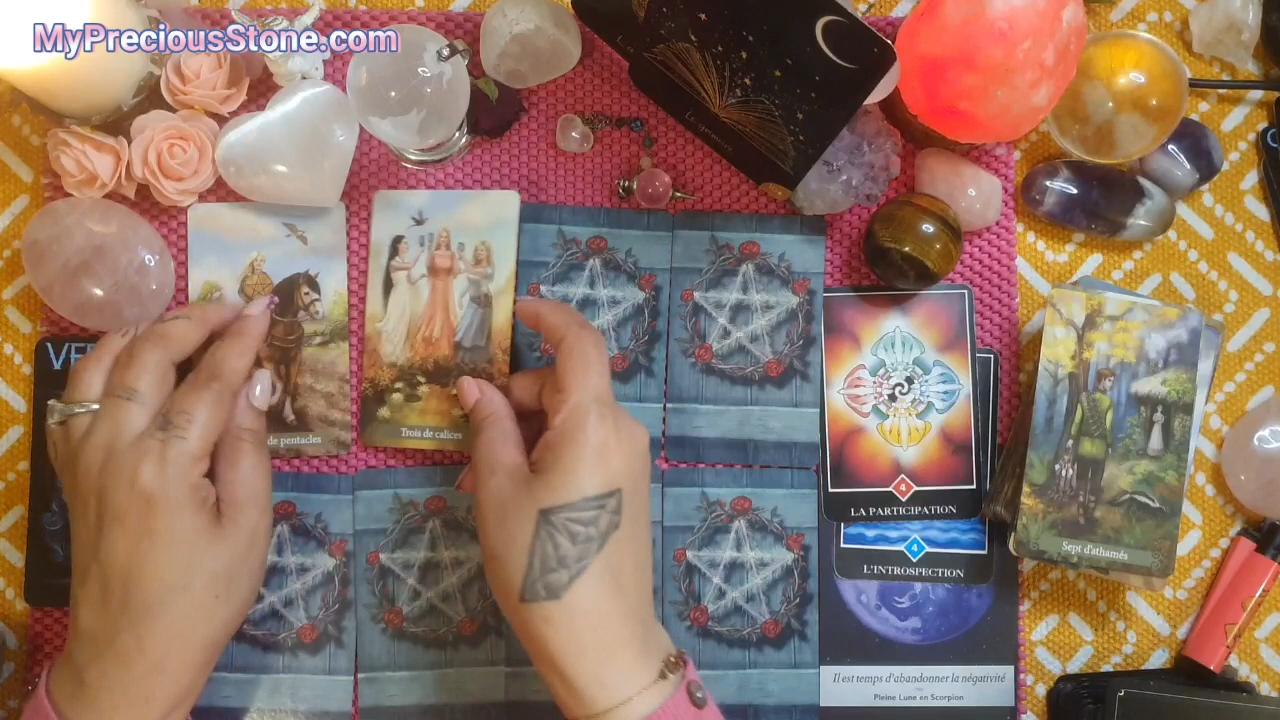 MyPreciousStone.com
VE
de pentacles
Trois de calices
4
LA PARTICIPATION
4
L'INTROSPECTION
Sept d'athamés
Il est temps d'abandonner la négativité
Pleine Lune en Scorpion